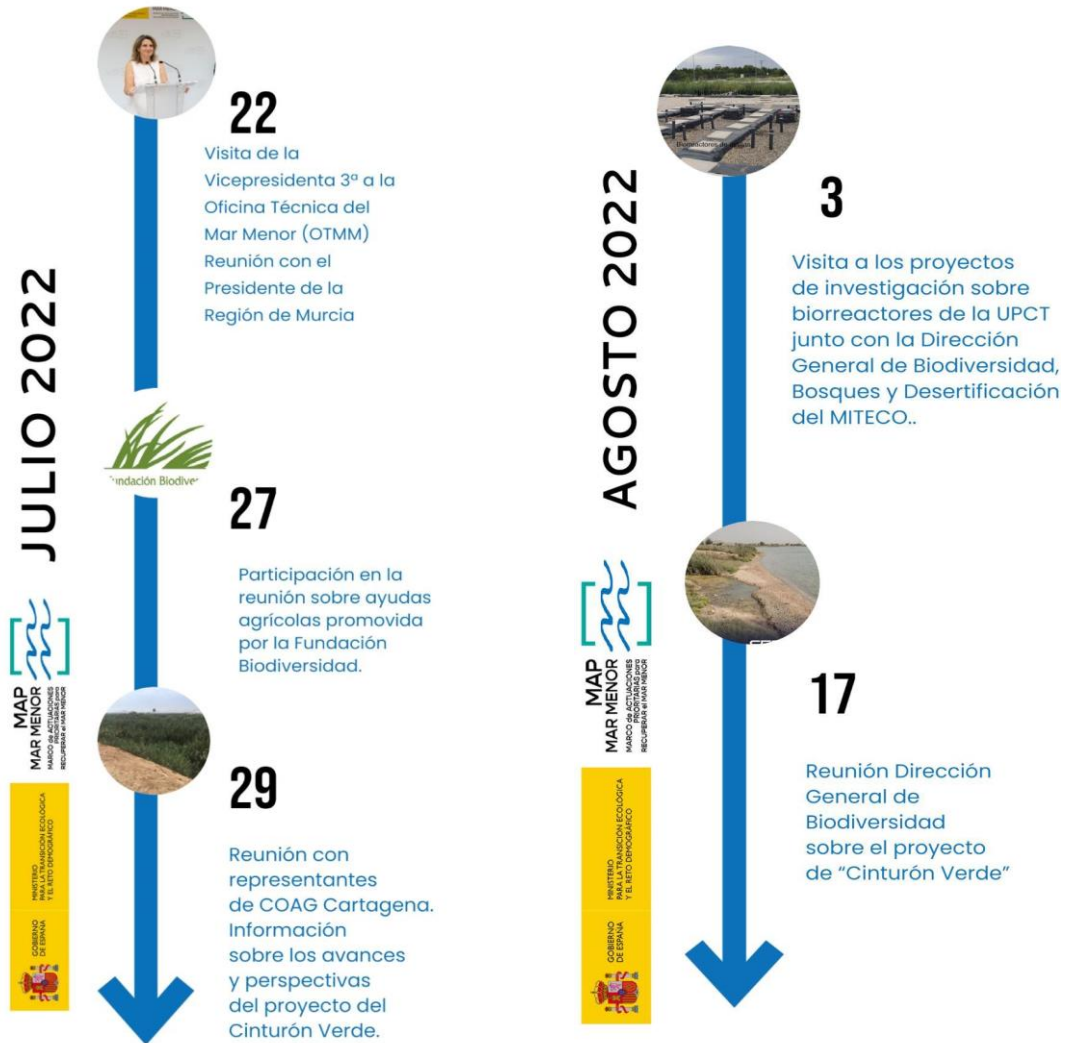 JULIO 2022
22
Visita de la
Vicepresidenta 3ª a la
Oficina Técnica del
Mar Menor (OTMM)
Reunión con el
Presidente de la
Región de Murcia
Fundación Biodiver
27
Participación en la
reunión sobre ayudas
agrícolas promovida
por la Fundación
Biodiversidad.
29
Reunión con
representantes
de COAG Cartagena.
Información
sobre los avances
y perspectivas
del proyecto del
Cinturón Verde.
MAP
MAR MENOR
MARCO de ACTUACIONES
PRIORITARIAS para
RECUPERAR el MAR MENOR
GOBIERNO
DE ESPAÑA
MINISTERIO
PARA LA TRANSICIÓN ECOLÓGICA
Y EL RETO DEMOGRÁFICO
AGOSTO 2022
Biorreactores de
3
Visita a los proyectos
de investigación sobre
biorreactores de la UPCT
junto con la Dirección
General de Biodiversidad,
Bosques y Desertificación
del MITECO..
17
Reunión Dirección
General de
Biodiversidad
sobre el proyecto
de “Cinturón Verde”
MAP
MAR MENOR
MARCO de ACTUACIONES
PRIORITARIAS para
RECUPERAR el MAR MENOR
GOBIERNO
DE ESPAÑA
MINISTERIO
PARA LA TRANSICIÓN ECOLÓGICA
Y EL RETO DEMOGRÁFICO